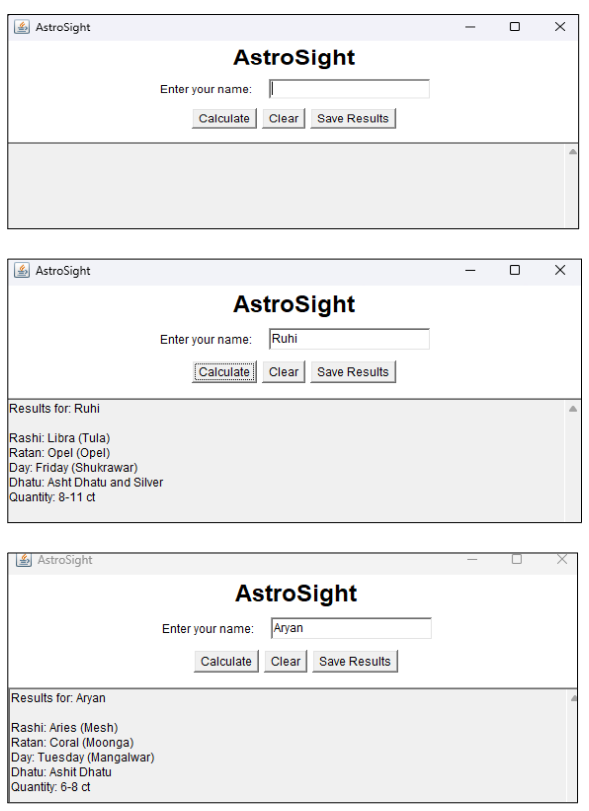 AstroSight
AstroSight
Enter your name:
Calculate Clear Save Results
AstroSight
AstroSight
Enter your name: Ruhi
Calculate Clear Save Results
Results for: Ruhi
Rashi: Libra (Tula)
Ratan: Opel (Opel)
Day: Friday (Shukrawar)
Dhatu: Asht Dhatu and Silver
Quantity: 8-11 ct
AstroSight
AstroSight
Enter your name: Aryan
Calculate Clear Save Results
Results for: Aryan
Rashi: Aries (Mesh)
Ratan: Coral (Moonga)
Day: Tuesday (Mangalwar)
Dhatu: Ashit Dhatu
Quantity: 6-8 ct